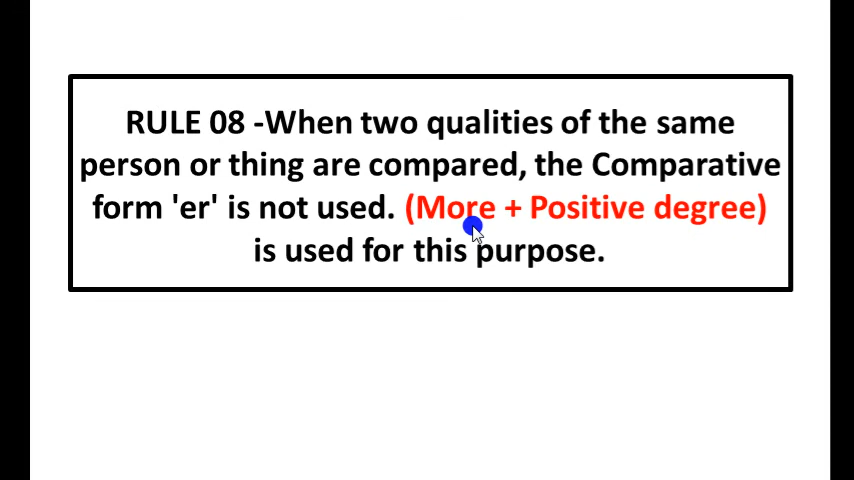 RULE 08 -When two qualities of the same
person or thing are compared, the Comparative
form 'er' is not used. (More + Positive degree)
is used for this purpose.